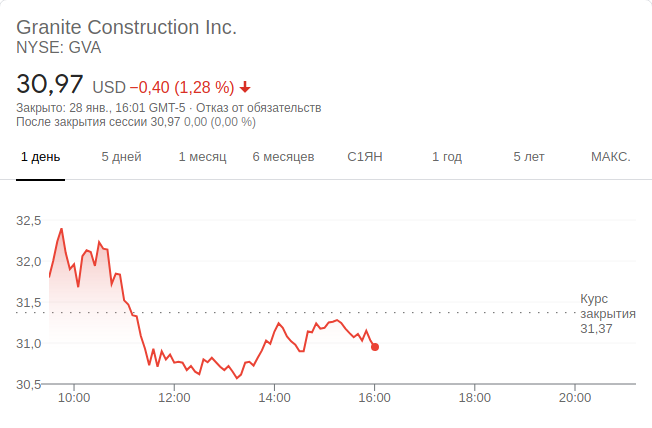 Granite Construction Inc.
NYSE: GVA
30,97 USD −0,40 (1,28 %)
Закрыто: 28 янв., 16:01 GMT-5 · Отказ от обязательств
После закрытия сессии 30,97 0,00 (0,00 %)
1 день 5 дней 1 месяц 6 месяцев С1ЯН 1 год 5 лет МАКС.
32,5
32,0
31,5
31,0
30,5
Курс
закрытия
31,37
10:00 12:00 14:00 16:00 18:00 20:00